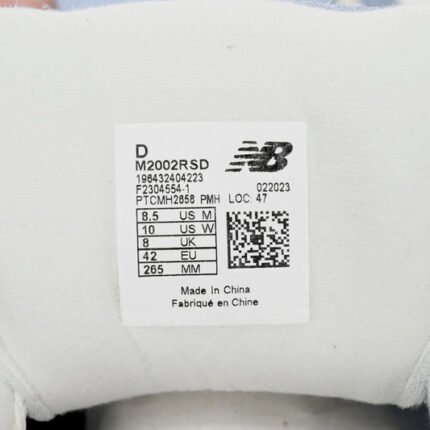 D
M2002RSD
NB
196432404223
F2304554-1 022023
PTCMH2658 PMH LOC: 47
8.5 US M
10 US W
8 UK
42 EU
265 MM
Made In China
Fabriqué en Chine